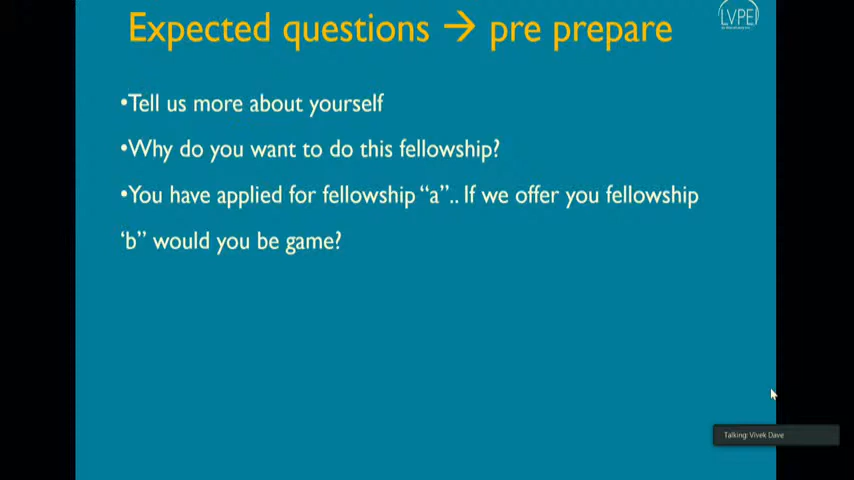 Expected questions → pre prepare
LVPEI
•Tell us more about yourself
•Why do you want to do this fellowship?
•You have applied for fellowship “a”.. If we offer you fellowship
‘b” would you be game?
Talking: Vivek Dave